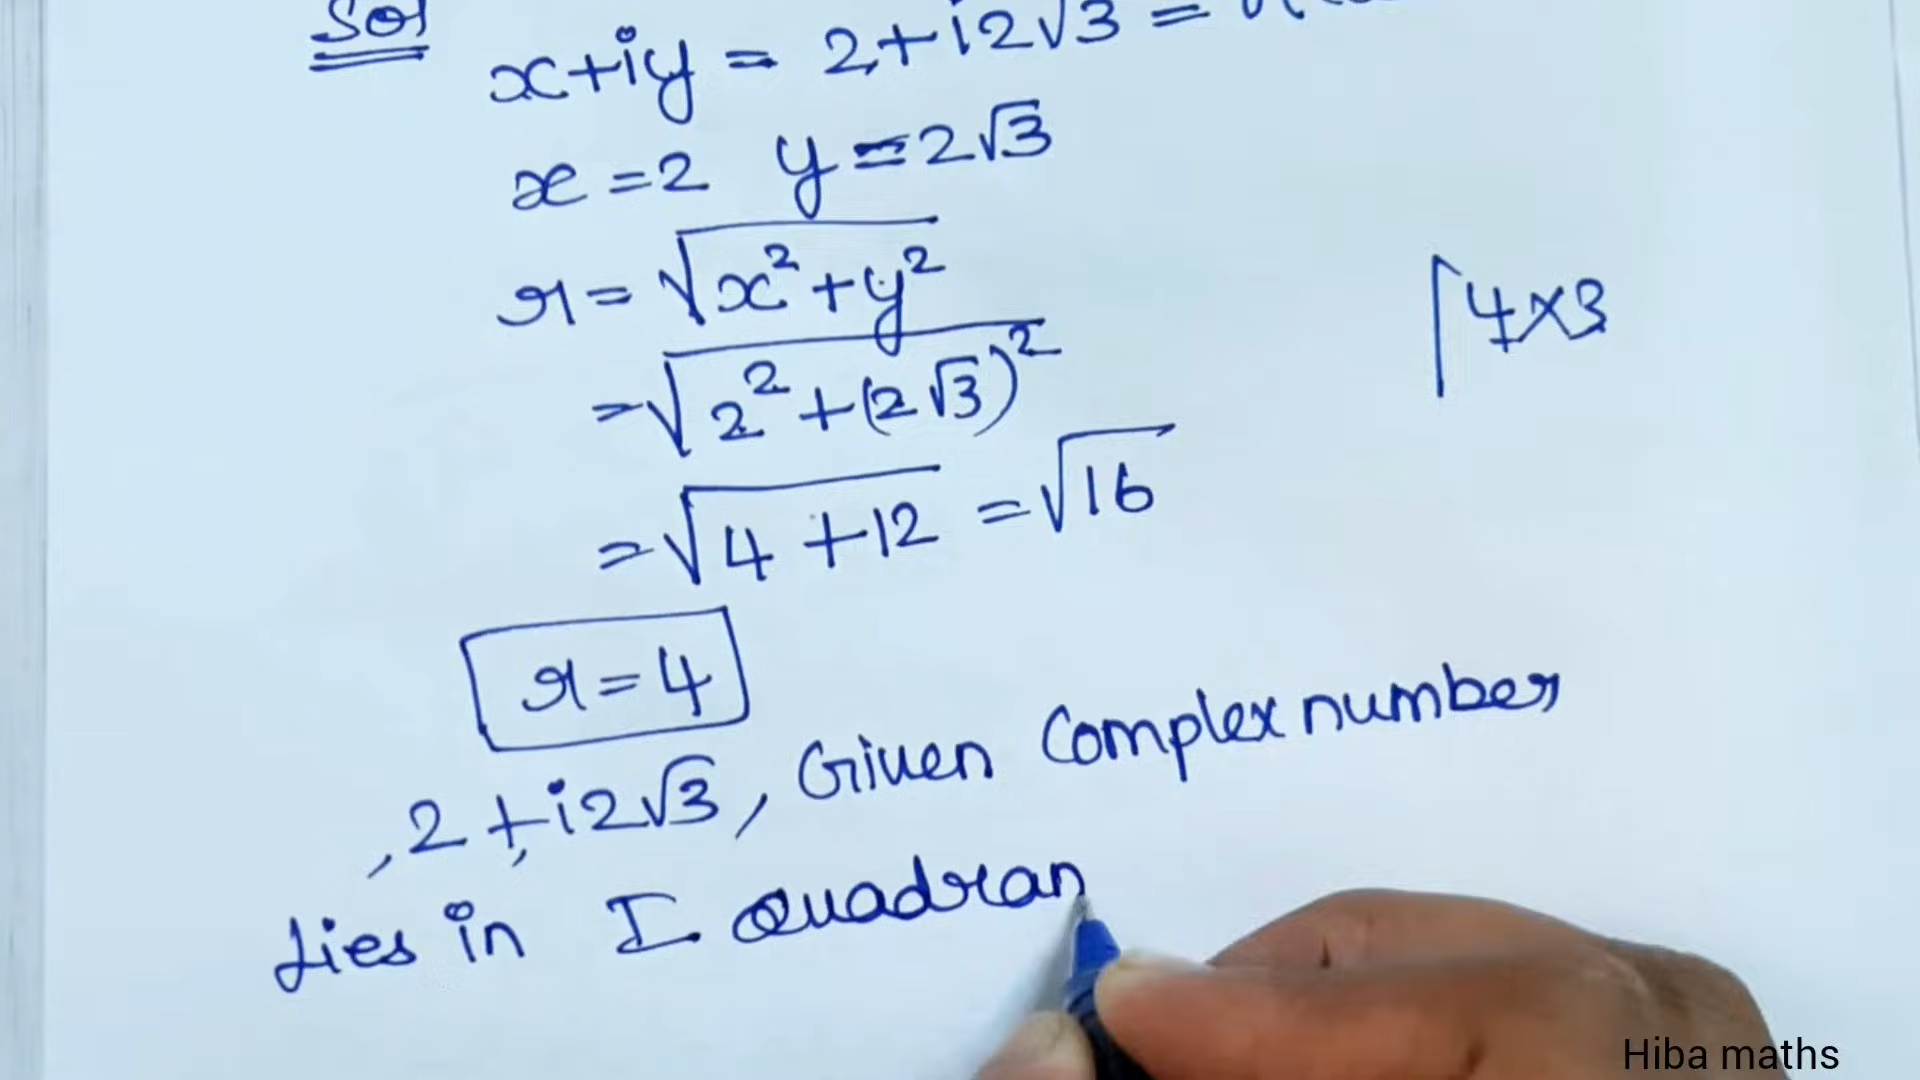 Sol
x+iy = 2+i2√3 =
x = 2 y = 2√3
r = √x²+y²
= √2²+(2√3)²
4×3
= √4+12 = √16
r = 4
, 2+i2√3, Given Complex number
lies in I Quadran
Hiba maths